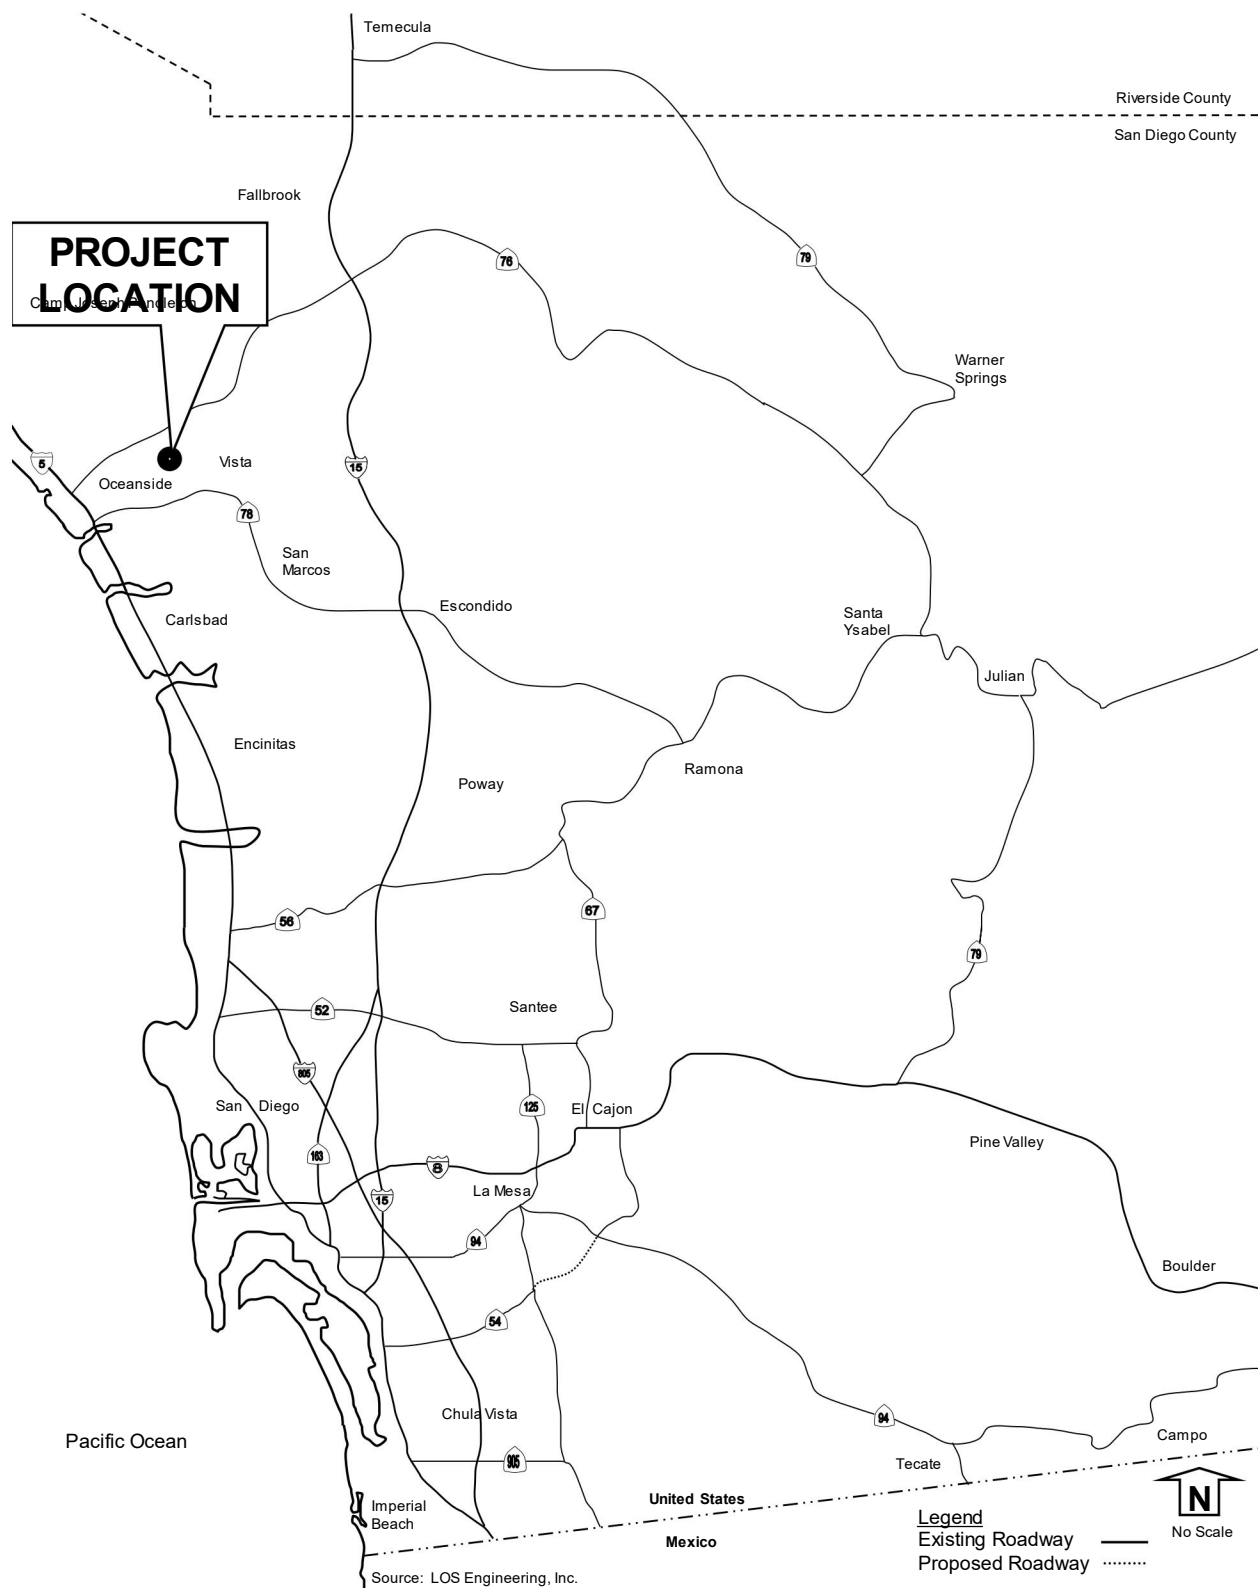 Temecula
Riverside County
San Diego County
Fallbrook
PROJECT
LOCATION
Camp Joseph Pendleton
76
79
Warner
Springs
5
Vista
15
Oceanside
78
San
Marcos
Escondido
Santa
Ysabel
Carlsbad
Julian
Encinitas
Ramona
Poway
56
67
79
Santee
52
805
San Diego
125
El Cajon
Pine Valley
163
8
La Mesa
15
94
Boulder
54
Chula Vista
94
Pacific Ocean
Campo
905
Tecate
United States
Mexico
Imperial
Beach
N
No Scale
Legend
Existing Roadway
Proposed Roadway
Source: LOS Engineering, Inc.